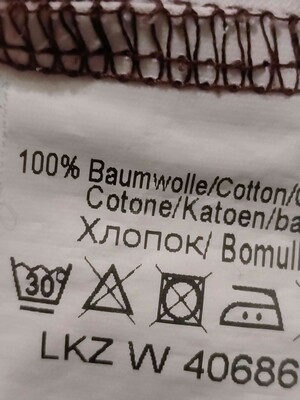 100% Baumwolle/Cotton/
Cotone/Katoen/ba
Хлопок/ Bomull
30°
LKZ W 40686